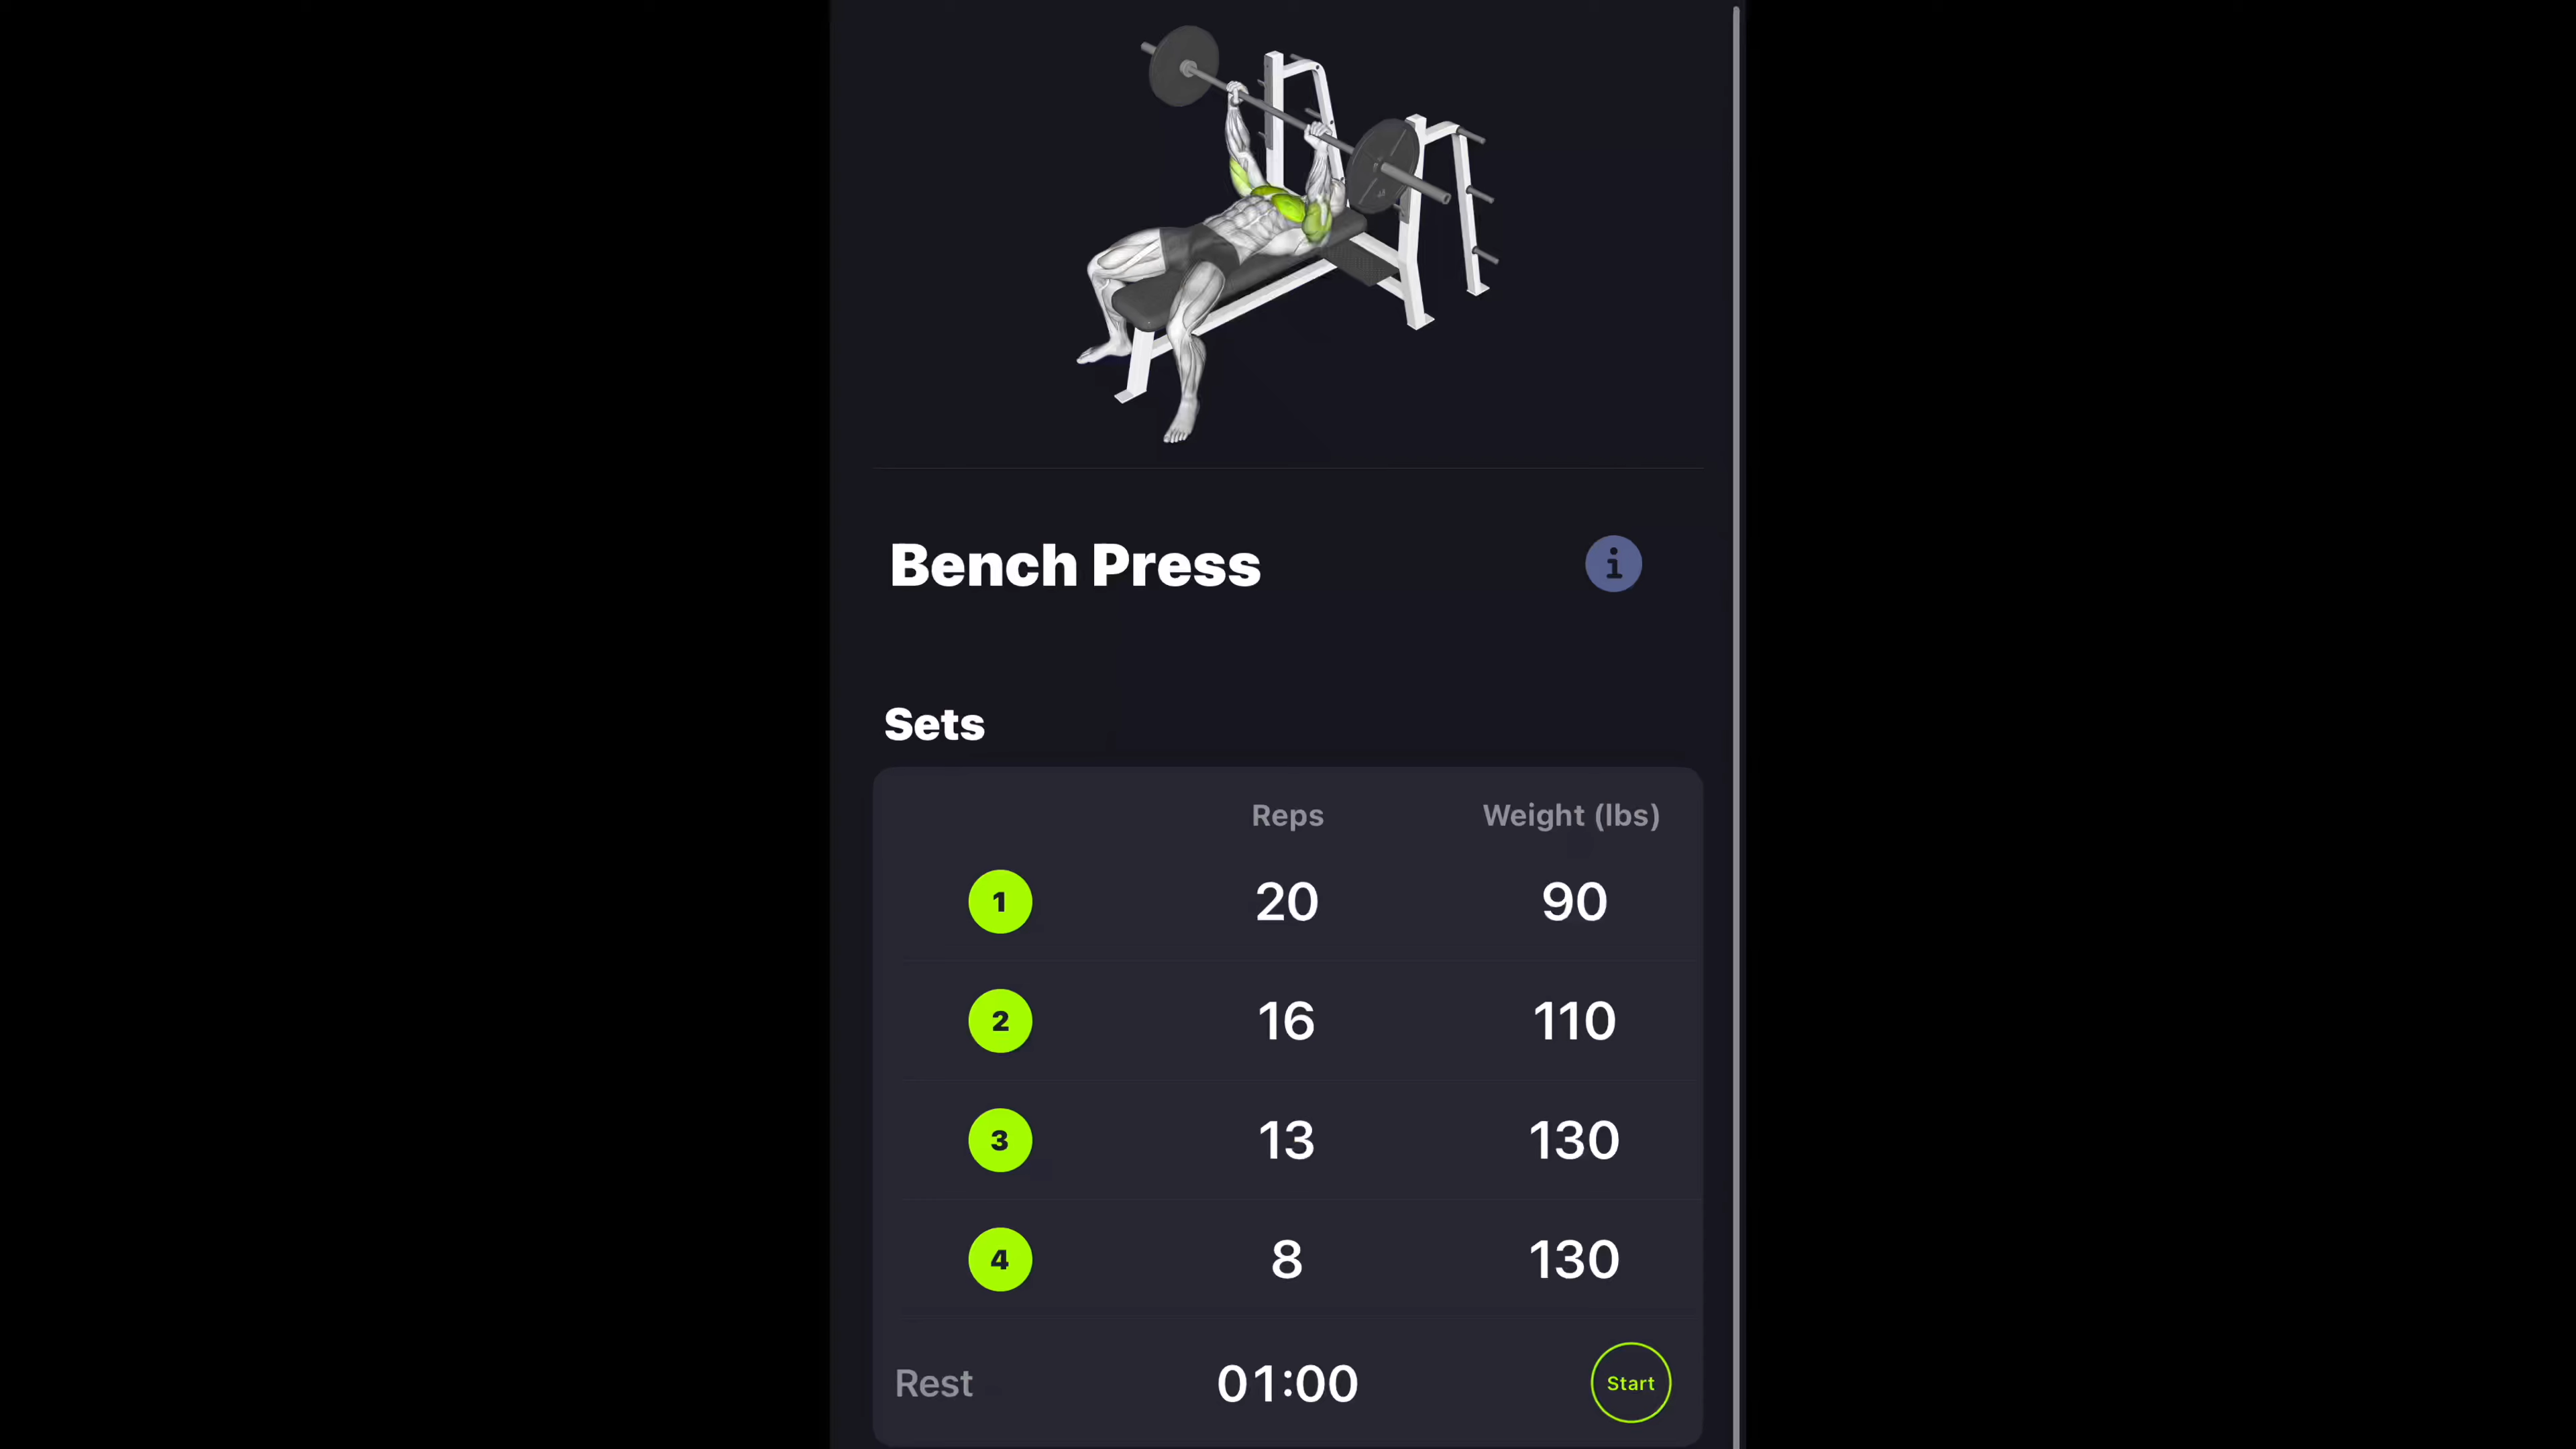 Bench Press
i
Sets
Reps Weight (lbs)
1 20 90
2 16 110
3 13 130
4 8 130
Rest 01:00 Start